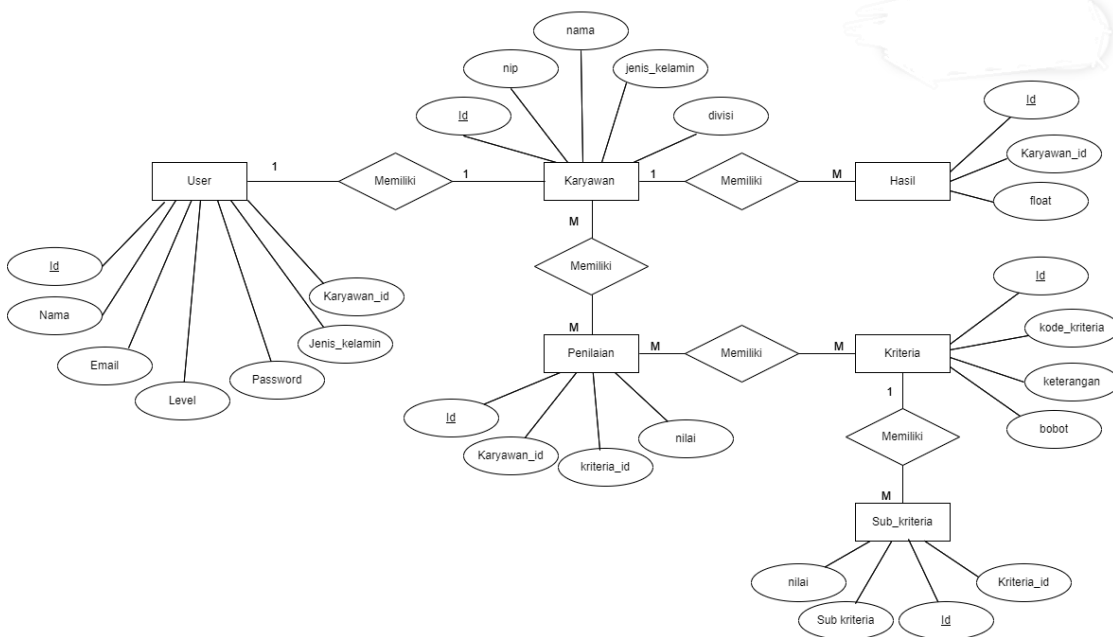 nama
nip
jenis_kelamin
Id
divisi
Id
Karyawan_id
float
User
1
Memiliki
1
Karyawan
1
Memiliki
M
Hasil
M
Memiliki
M
Id
Nama
Email
Level
Password
Jenis_kelamin
Karyawan_id
Penilaian
M
Memiliki
M
Kriteria
Id
kode_kriteria
keterangan
bobot
Id
Karyawan_id
kriteria_id
nilai
1
Memiliki
M
Sub_kriteria
nilai
Sub kriteria
Id
Kriteria_id